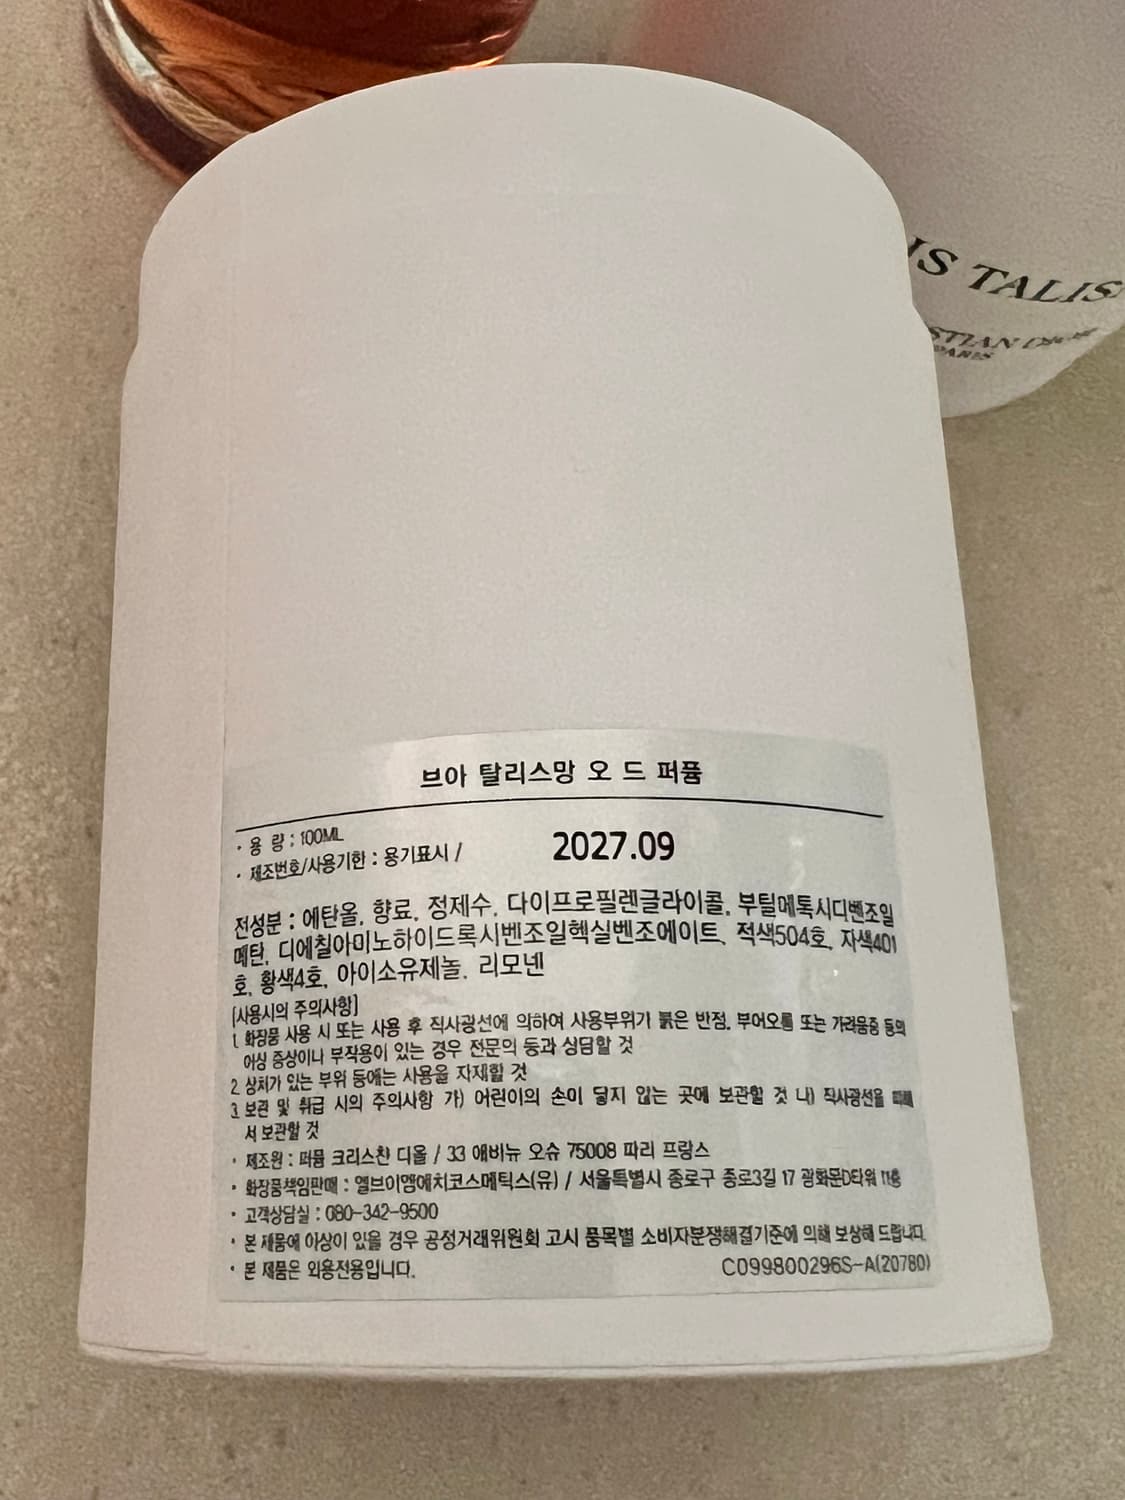 IS TALIS
STIAN Dior
PARIS
브아 탈리스망 오 드 퍼퓸
· 용 량 : 100ML
· 제조번호/사용기한 : 용기표시 / 2027.09
전성분 : 에탄올, 향료, 정제수, 다이프로필렌글라이콜, 부틸메톡시디벤조일
메탄, 디에칠아미노하이드록시벤조일헥실벤조에이트, 적색504호, 자색401
호, 황색4호, 아이소유제놀, 리모넨
[사용시의 주의사항]
1. 화장품 사용 시 또는 사용 후 직사광선에 의하여 사용부위가 붉은 반점, 부어오름 또는 가려움증 등의
이상 증상이나 부작용이 있는 경우 전문의 등과 상담할 것
2. 상처가 있는 부위 등에는 사용을 자제할 것
3. 보관 및 취급 시의 주의사항 가) 어린이의 손이 닿지 않는 곳에 보관할 것 나) 직사광선을 피해
서 보관할 것
· 제조원 : 퍼퓸 크리스챤 디올 / 33 애비뉴 오슈 75008 파리 프랑스
· 화장품책임판매 : 엘브이엠에치코스메틱스(유) / 서울특별시 종로구 종로3길 17 광화문D타워 11층
· 고객상담실 : 080-342-9500
· 본 제품에 이상이 있을 경우 공정거래위원회 고시 품목별 소비자분쟁해결기준에 의해 보상해 드립니다.
· 본 제품은 외용전용입니다. C099800296S-A(20780)